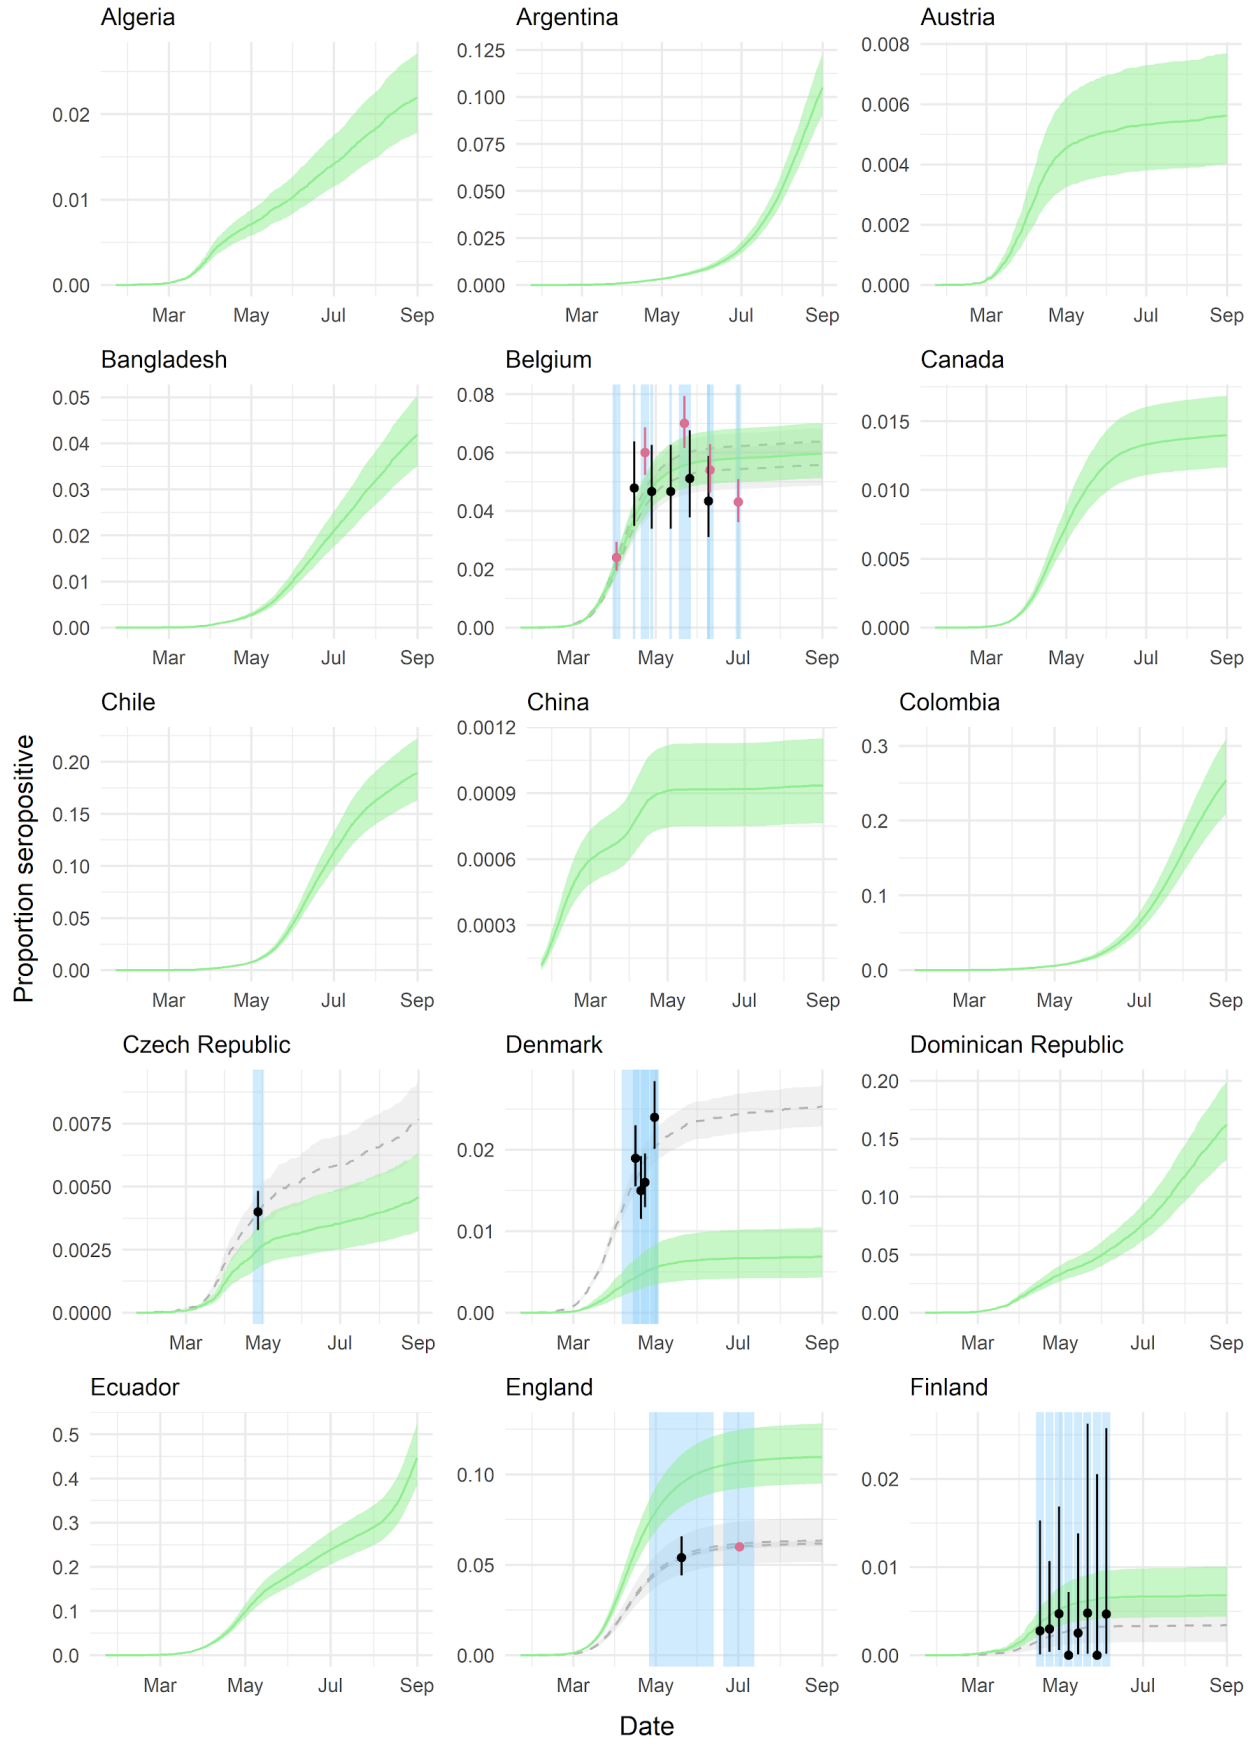 Algeria
Argentina
Austria
0.02
0.01
0.00
Mar May Jul Sep
0.125
0.100
0.075
0.050
0.025
0.000
Mar May Jul Sep
0.008
0.006
0.004
0.002
0.000
Mar May Jul Sep
Bangladesh
Belgium
Canada
0.05
0.04
0.03
0.02
0.01
0.00
Mar May Jul Sep
0.08
0.06
0.04
0.02
0.00
Mar May Jul Sep
0.015
0.010
0.005
0.000
Mar May Jul Sep
Proportion seropositive
Chile
China
Colombia
0.20
0.15
0.10
0.05
0.00
Mar May Jul Sep
0.0012
0.0009
0.0006
0.0003
Mar May Jul Sep
0.3
0.2
0.1
0.0
Mar May Jul Sep
Czech Republic
Denmark
Dominican Republic
0.0075
0.0050
0.0025
0.0000
Mar May Jul Sep
0.02
0.01
0.00
Mar May Jul Sep
0.20
0.15
0.10
0.05
0.00
Mar May Jul Sep
Ecuador
England
Finland
0.5
0.4
0.3
0.2
0.1
0.0
Mar May Jul Sep
0.10
0.05
0.00
Mar May Jul Sep
0.02
0.01
0.00
Mar May Jul Sep
Date